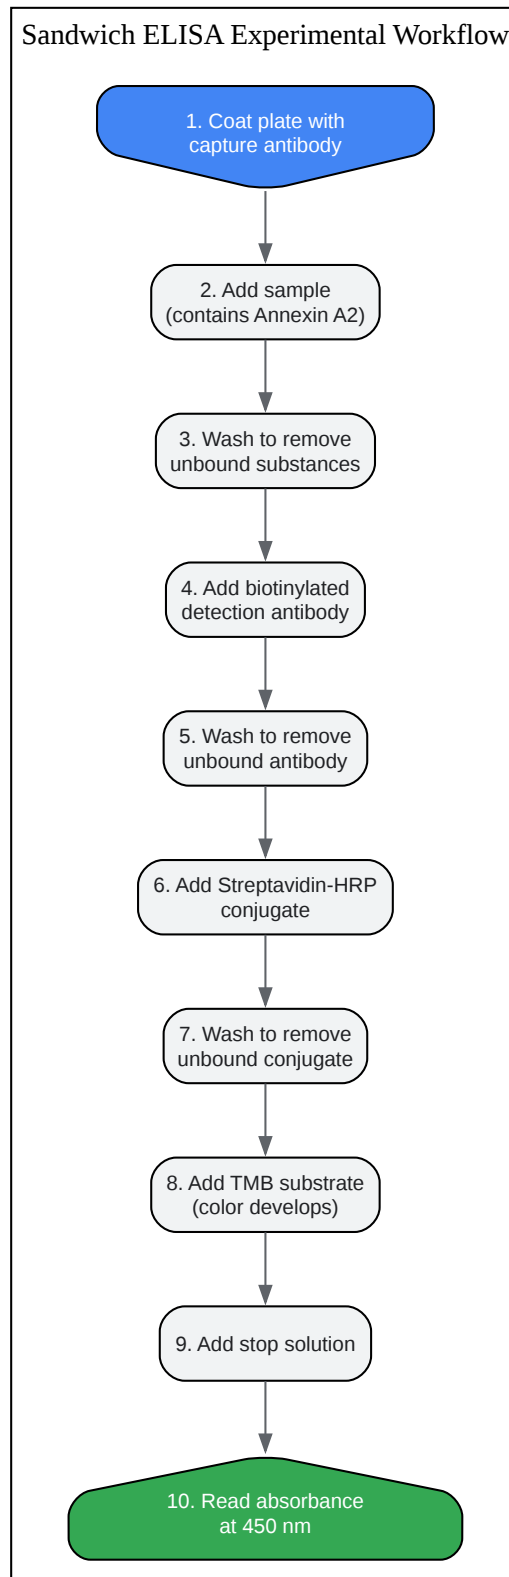 Sandwich ELISA Experimental Workflow
1. Coat plate with
capture antibody
2. Add sample
(contains Annexin A2)
3. Wash to remove
unbound substances
4. Add biotinylated
detection antibody
5. Wash to remove
unbound antibody
6. Add Streptavidin-HRP
conjugate
7. Wash to remove
unbound conjugate
8. Add TMB substrate
(color develops)
9. Add stop solution
10. Read absorbance
at 450 nm